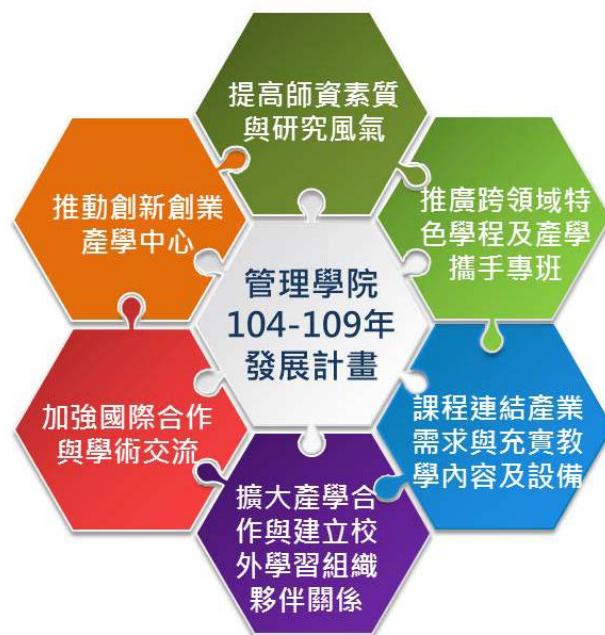 提高師資素質
與研究風氣
推廣跨領域特
色學程及產學
攜手專班
課程連結產業
需求與充實教
學內容及設備
擴大產學合
作與建立校
外學習組織
夥伴關係
加強國際合作
與學術交流
推動創新創業
產學中心
管理學院
104-109年
發展計畫